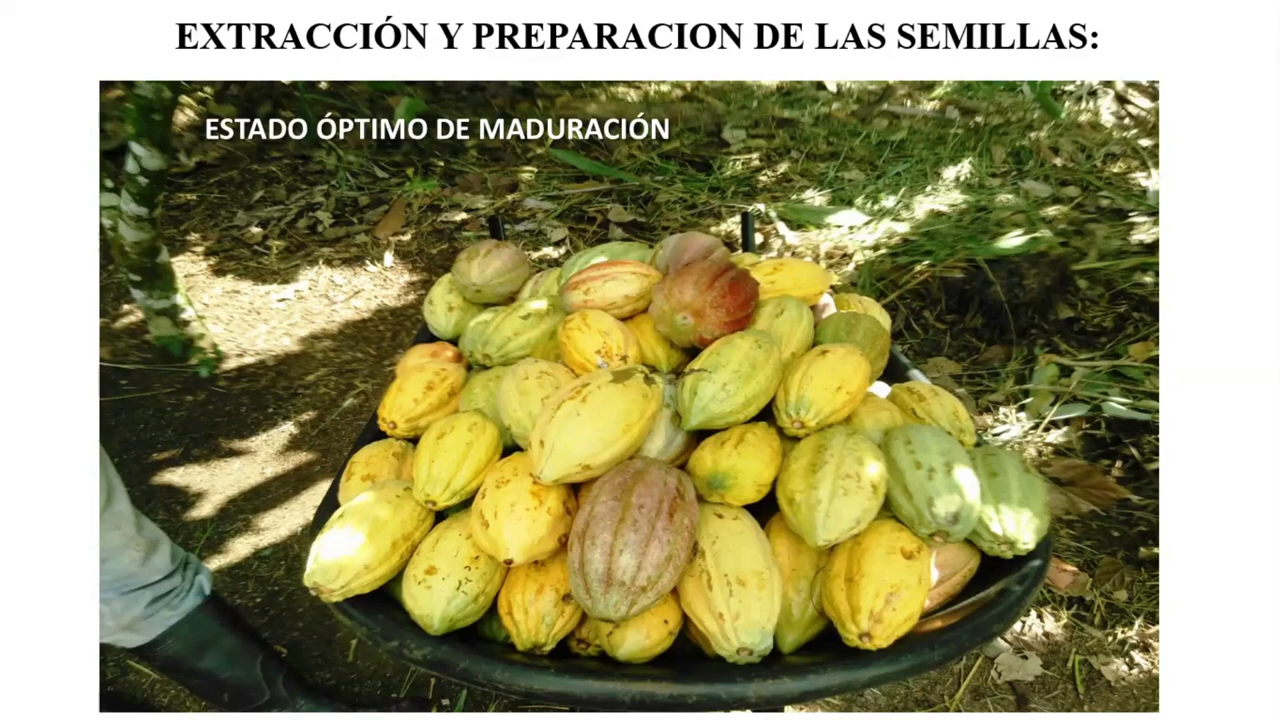 EXTRACCIÓN Y PREPARACION DE LAS SEMILLAS:
ESTADO ÓPTIMO DE MADURACIÓN